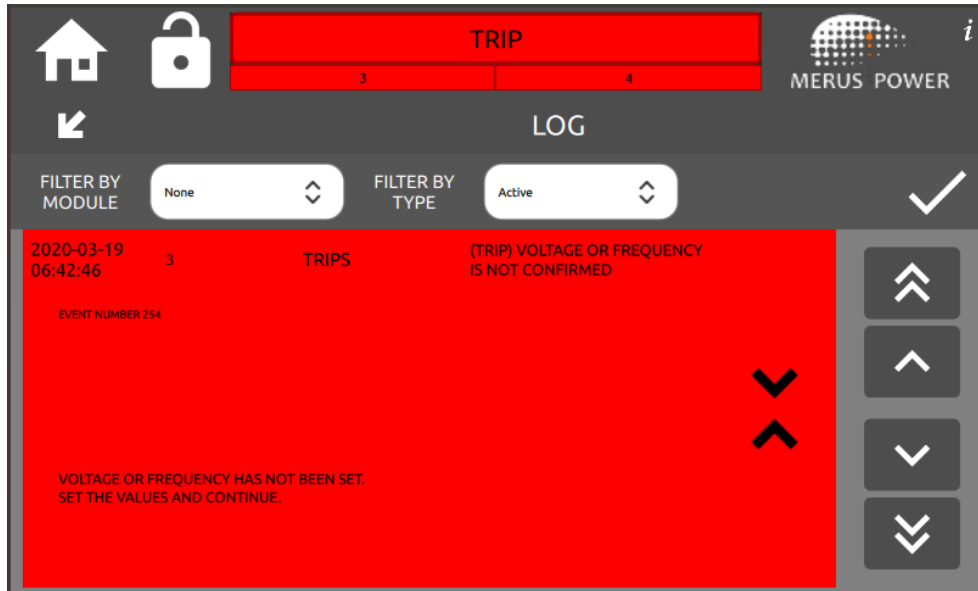 TRIP
i
3
4
MERUS POWER
LOG
FILTER BY
MODULE
None
FILTER BY
TYPE
Active
2020-03-19
06:42:46
3
TRIPS
(TRIP) VOLTAGE OR FREQUENCY
IS NOT CONFIRMED
EVENT NUMBER 254
VOLTAGE OR FREQUENCY HAS NOT BEEN SET.
SET THE VALUES AND CONTINUE.